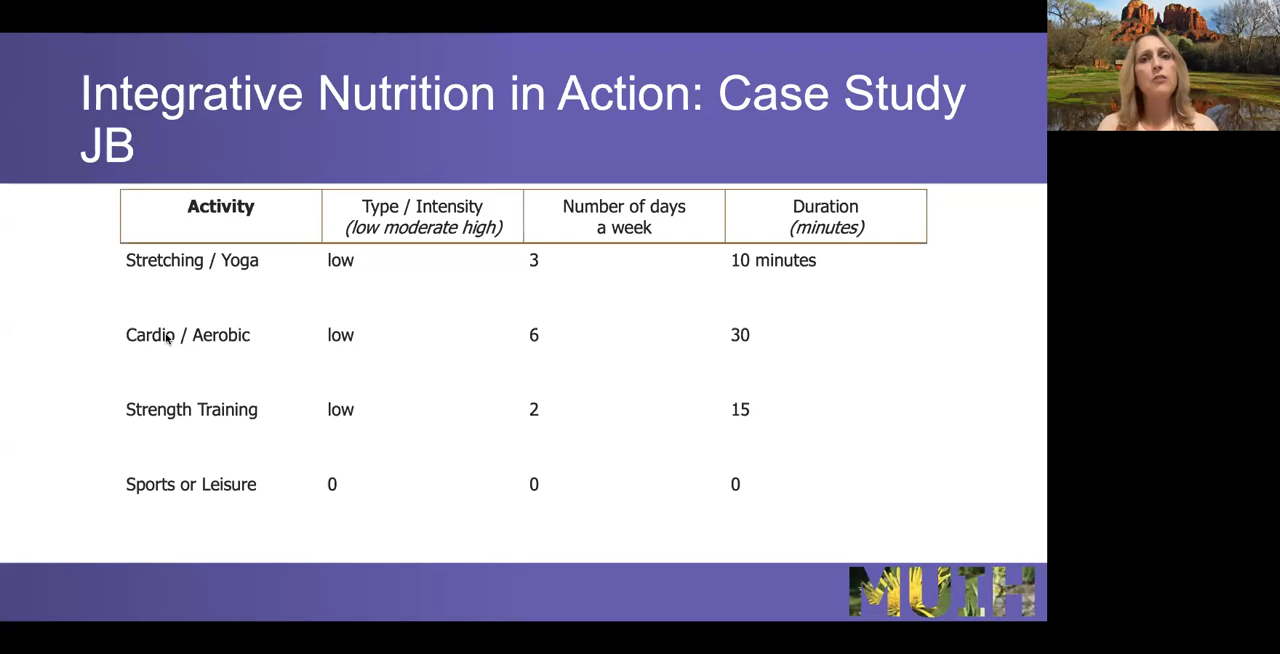 Integrative Nutrition in Action: Case Study
JB
Activity Type / Intensity Number of days Duration
(low moderate high) a week (minutes)
Stretching / Yoga low 3 10 minutes
Cardio / Aerobic low 6 30
Strength Training low 2 15
Sports or Leisure 0 0 0
MUIH